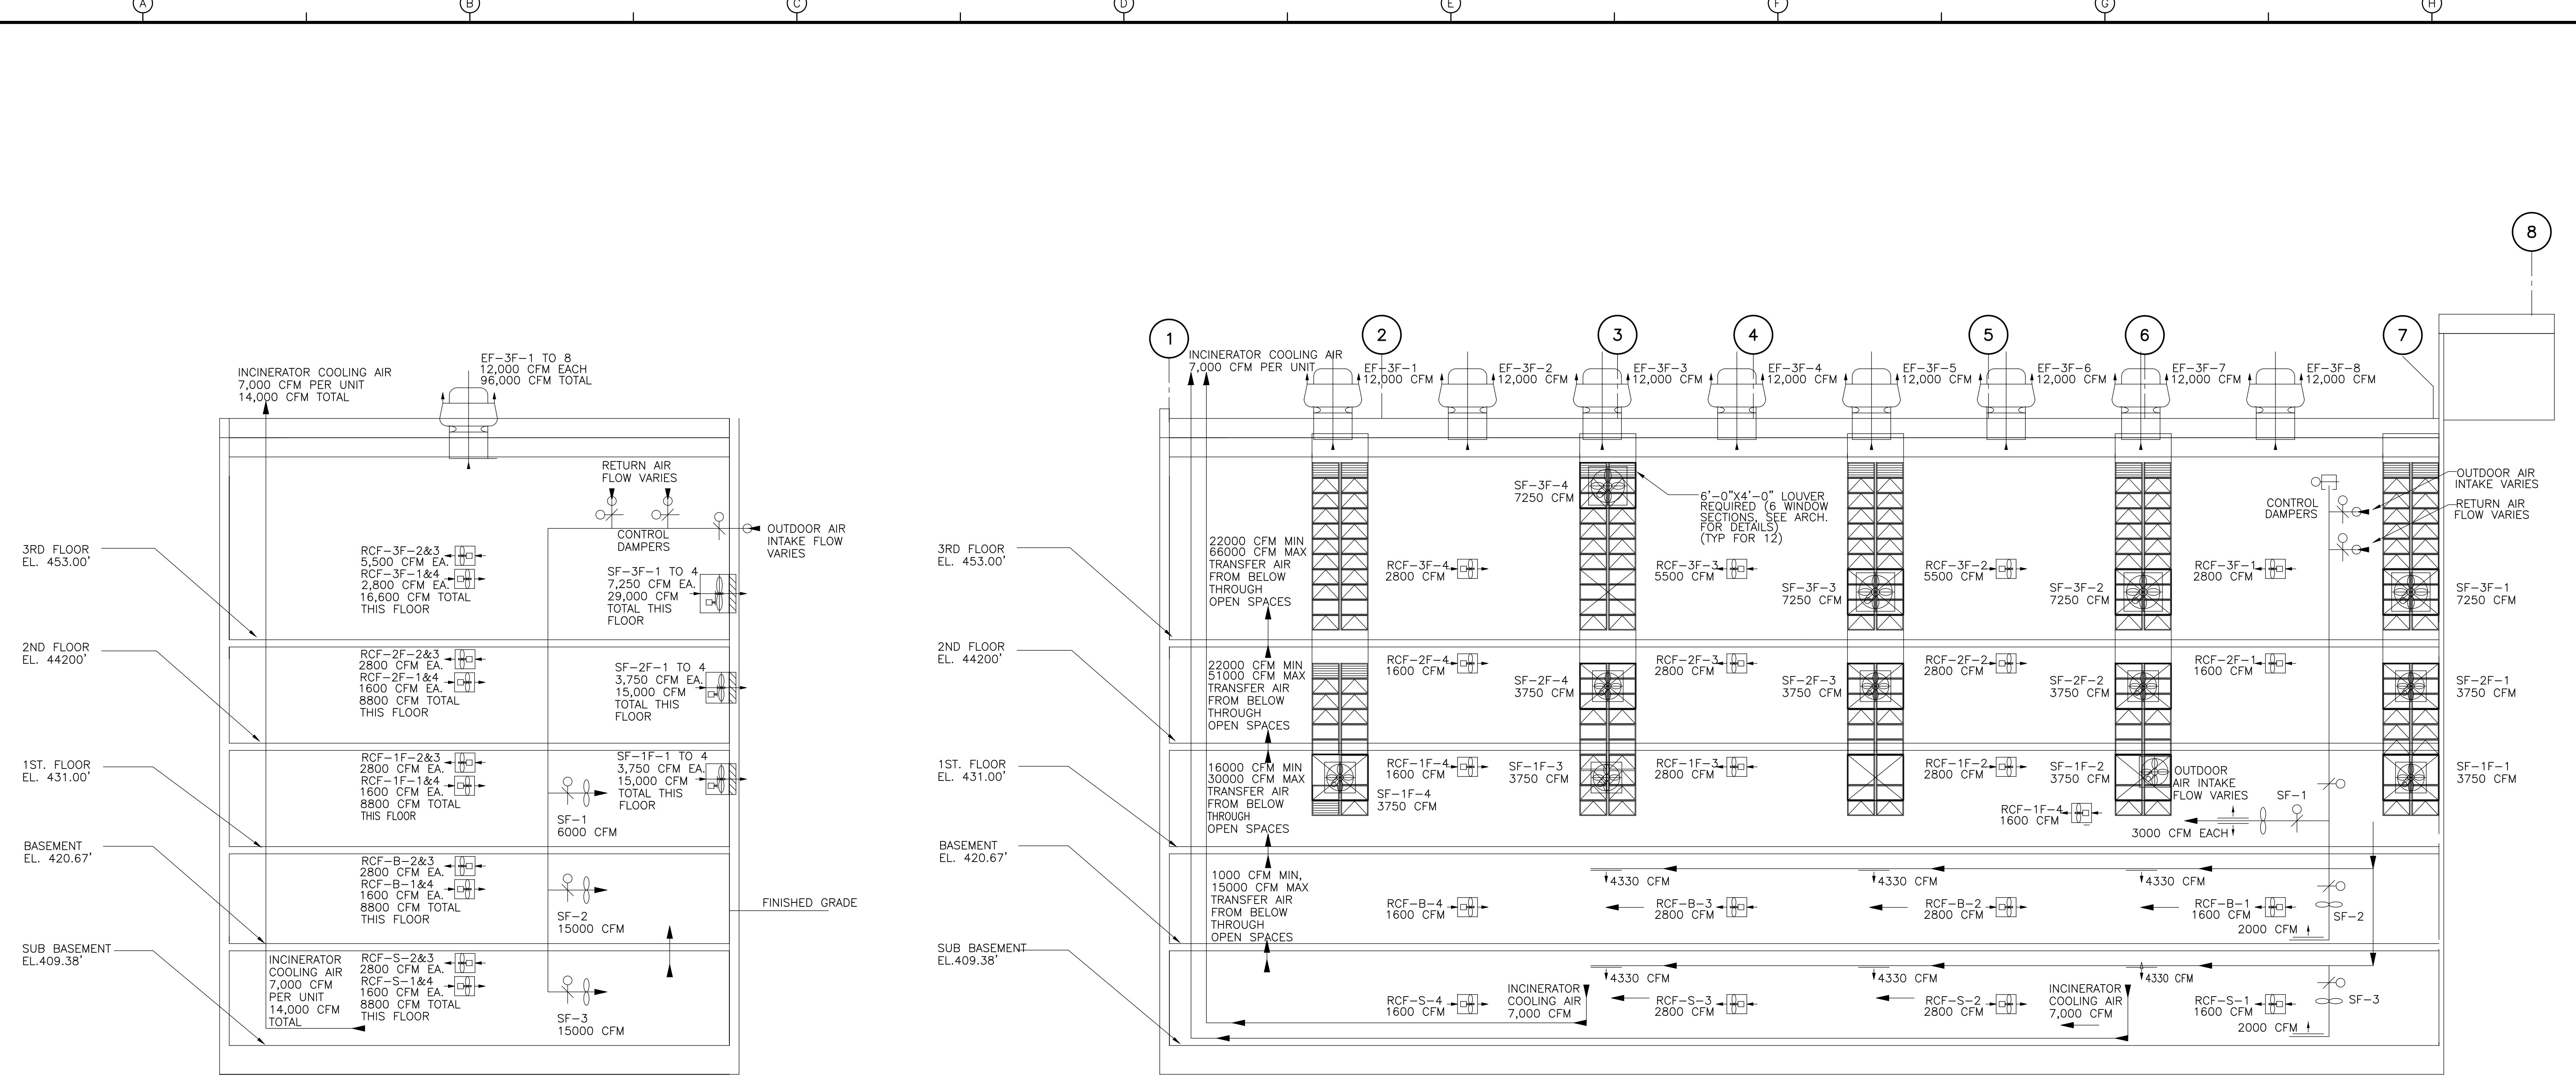 A
B
C
D
E
F
G
H
INCINERATOR COOLING AIR
7,000 CFM PER UNIT
14,000 CFM TOTAL
EF-3F-1 TO 8
12,000 CFM EACH
96,000 CFM TOTAL
RETURN AIR
FLOW VARIES
CONTROL
DAMPERS
OUTDOOR AIR
INTAKE FLOW
VARIES
3RD FLOOR
EL. 453.00'
RCF-3F-2&3
5,500 CFM EA.
RCF-3F-1&4
2,800 CFM EA.
16,600 CFM TOTAL
THIS FLOOR
SF-3F-1 TO 4
7,250 CFM EA.
29,000 CFM
TOTAL THIS
FLOOR
2ND FLOOR
EL. 44200'
RCF-2F-2&3
2800 CFM EA.
RCF-2F-1&4
1600 CFM EA.
8800 CFM TOTAL
THIS FLOOR
SF-2F-1 TO 4
3,750 CFM EA.
15,000 CFM
TOTAL THIS
FLOOR
1ST. FLOOR
EL. 431.00'
RCF-1F-2&3
2800 CFM EA.
RCF-1F-1&4
1600 CFM EA.
8800 CFM TOTAL
THIS FLOOR
SF-1F-1 TO 4
3,750 CFM EA.
15,000 CFM
TOTAL THIS
FLOOR
SF-1
6000 CFM
BASEMENT
EL. 420.67'
RCF-B-2&3
2800 CFM EA.
RCF-B-1&4
1600 CFM EA.
8800 CFM TOTAL
THIS FLOOR
SF-2
15000 CFM
FINISHED GRADE
SUB BASEMENT
EL.409.38'
INCINERATOR
COOLING AIR
7,000 CFM
PER UNIT
14,000 CFM
TOTAL
RCF-S-2&3
2800 CFM EA.
RCF-S-1&4
1600 CFM EA.
8800 CFM TOTAL
THIS FLOOR
SF-3
15000 CFM
1
2
3
4
5
6
7
8
INCINERATOR COOLING AIR
7,000 CFM PER UNIT
EF-3F-1
12,000 CFM
EF-3F-2
12,000 CFM
EF-3F-3
12,000 CFM
EF-3F-4
12,000 CFM
EF-3F-5
12,000 CFM
EF-3F-6
12,000 CFM
EF-3F-7
12,000 CFM
EF-3F-8
12,000 CFM
3RD FLOOR
EL. 453.00'
22000 CFM MIN
66000 CFM MAX
TRANSFER AIR
FROM BELOW
THROUGH
OPEN SPACES
RCF-3F-4
2800 CFM
SF-3F-4
7250 CFM
6'-0"X4'-0" LOUVER
REQUIRED (6 WINDOW
SECTIONS, SEE ARCH.
FOR DETAILS)
(TYP FOR 12)
RCF-3F-3
5500 CFM
SF-3F-3
7250 CFM
RCF-3F-2
5500 CFM
SF-3F-2
7250 CFM
RCF-3F-1
2800 CFM
CONTROL
DAMPERS
OUTDOOR AIR
INTAKE VARIES
RETURN AIR
FLOW VARIES
SF-3F-1
7250 CFM
2ND FLOOR
EL. 44200'
22000 CFM MIN
51000 CFM MAX
TRANSFER AIR
FROM BELOW
THROUGH
OPEN SPACES
RCF-2F-4
1600 CFM
SF-2F-4
3750 CFM
RCF-2F-3
2800 CFM
SF-2F-3
3750 CFM
RCF-2F-2
2800 CFM
SF-2F-2
3750 CFM
RCF-2F-1
1600 CFM
SF-2F-1
3750 CFM
1ST. FLOOR
EL. 431.00'
16000 CFM MIN
30000 CFM MAX
TRANSFER AIR
FROM BELOW
THROUGH
OPEN SPACES
RCF-1F-4
1600 CFM
SF-1F-4
3750 CFM
SF-1F-3
3750 CFM
RCF-1F-3
2800 CFM
RCF-1F-2
2800 CFM
SF-1F-2
3750 CFM
OUTDOOR
AIR INTAKE
FLOW VARIES
RCF-1F-4
1600 CFM
3000 CFM EACH
SF-1
SF-1F-1
3750 CFM
BASEMENT
EL. 420.67'
1000 CFM MIN,
15000 CFM MAX
TRANSFER AIR
FROM BELOW
THROUGH
OPEN SPACES
RCF-B-4
1600 CFM
4330 CFM
RCF-B-3
2800 CFM
4330 CFM
RCF-B-2
2800 CFM
4330 CFM
RCF-B-1
1600 CFM
2000 CFM
SF-2
SUB BASEMENT
EL.409.38'
RCF-S-4
1600 CFM
INCINERATOR
COOLING AIR
7,000 CFM
4330 CFM
RCF-S-3
2800 CFM
4330 CFM
RCF-S-2
2800 CFM
INCINERATOR
COOLING AIR
7,000 CFM
4330 CFM
RCF-S-1
1600 CFM
2000 CFM
SF-3